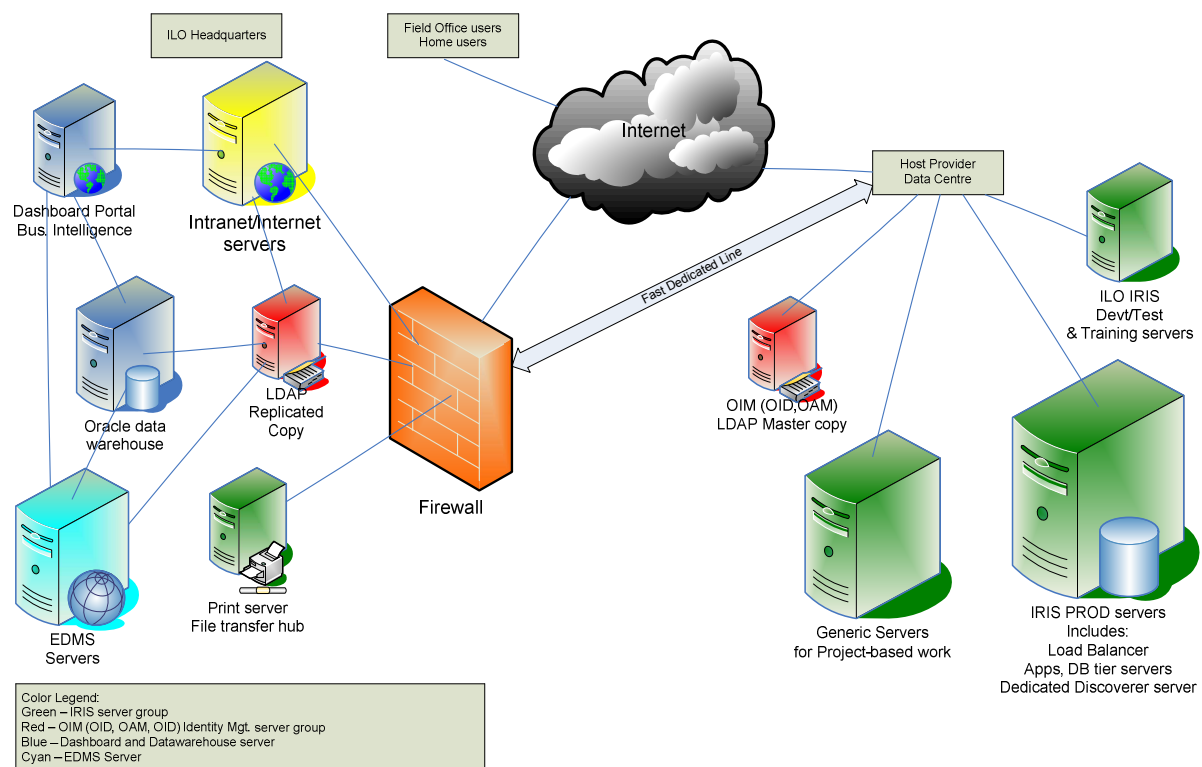 ILO Headquarters
Field Office users
Home users
Internet
Host Provider
Data Centre
Dashboard Portal
Bus. Intelligence
Intranet/Internet
servers
Fast Dedicated Line
ILO IRIS
Devt/Test
& Training servers
Oracle data
warehouse
LDAP
Replicated
Copy
OIM (OID,OAM)
LDAP Master copy
Firewall
EDMS
Servers
Print server
File transfer hub
Generic Servers
for Project-based work
IRIS PROD servers
Includes:
Load Balancer
Apps, DB tier servers
Dedicated Discoverer server
Color Legend:
Green – IRIS server group
Red – OIM (OID, OAM, OID) Identity Mgt. server group
Blue – Dashboard and Datawarehouse server
Cyan – EDMS Server